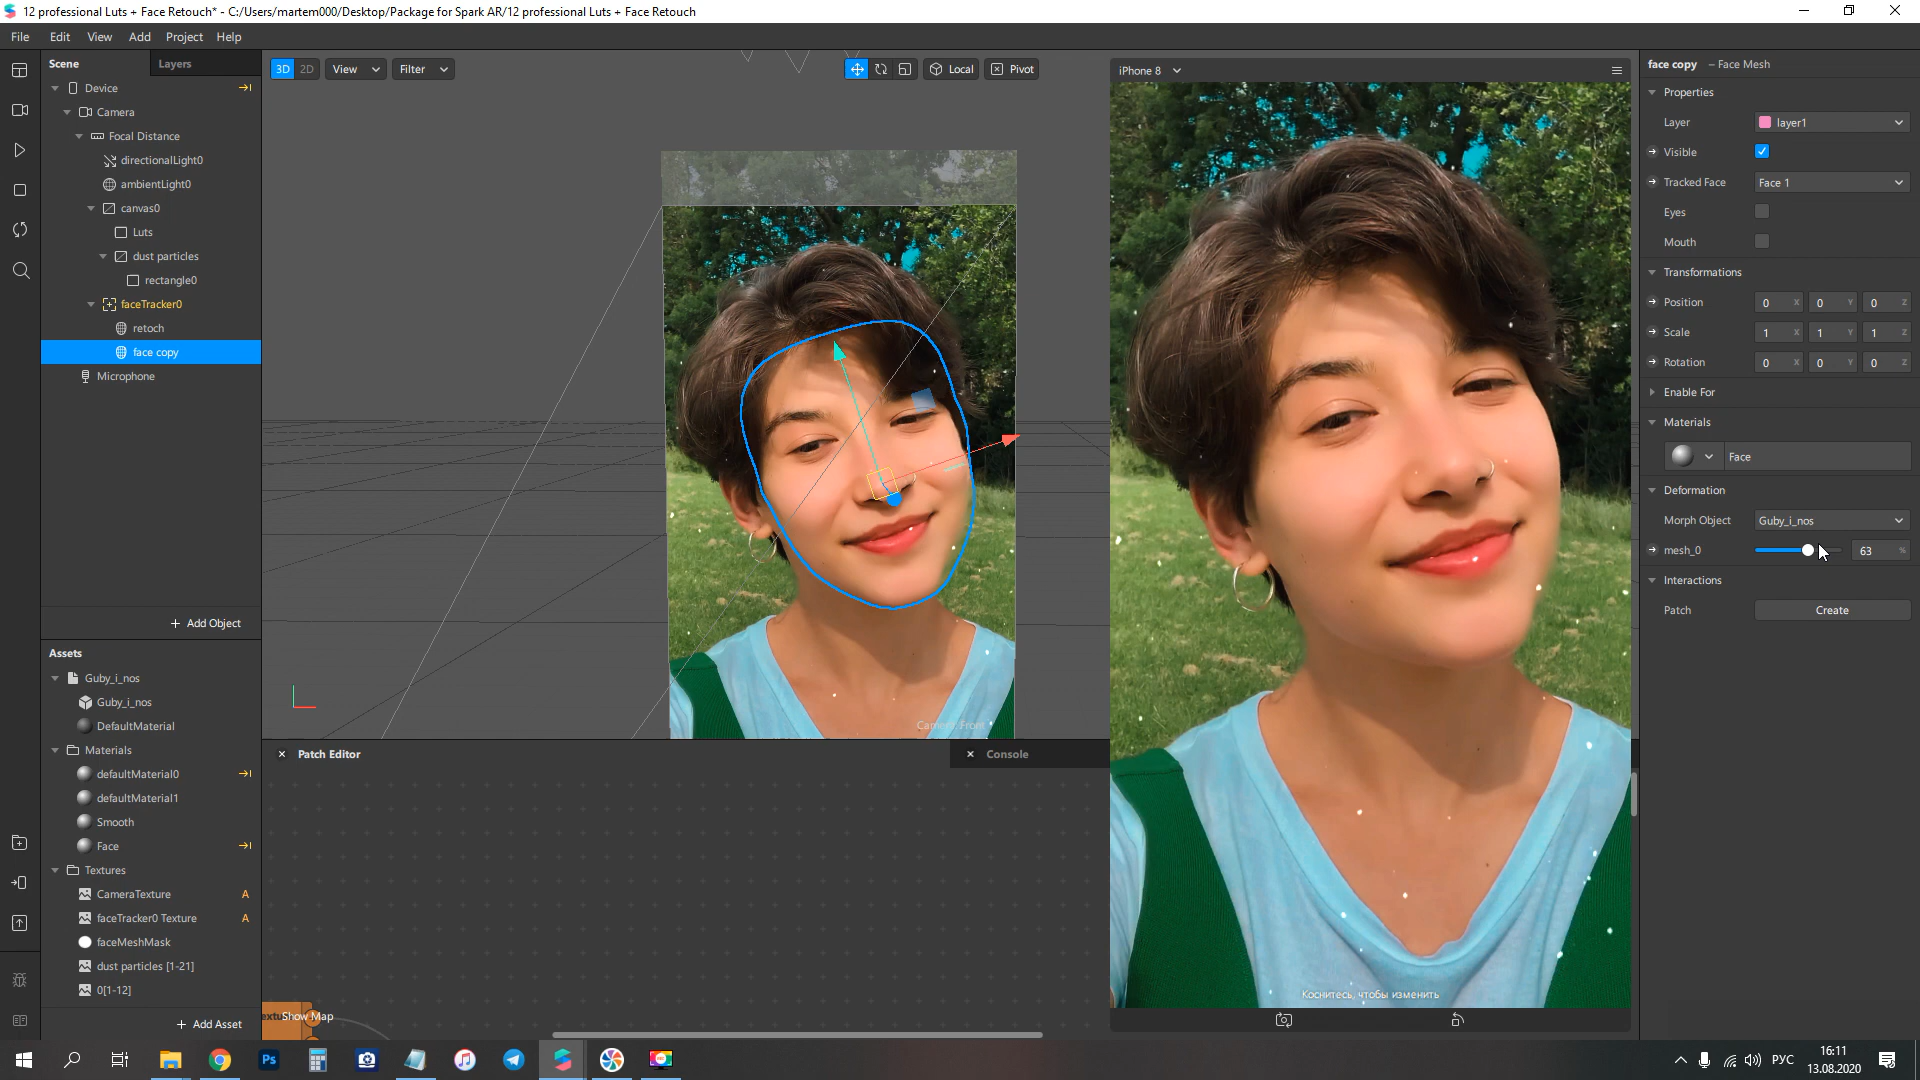 12 professional Luts + Face Retouch* - C:/Users/martem000/Desktop/Package for Spark AR/12 professional Luts + Face Retouch
File Edit View Add Project Help
Scene
Layers
Device
Camera
Focal Distance
directionalLight0
ambientLight0
canvas0
Luts
dust particles
rectangle0
faceTracker0
retoch
face copy
Microphone
+ Add Object
Assets
Guby_i_nos
Guby_i_nos
DefaultMaterial
Materials
defaultMaterial0
defaultMaterial1
Smooth
Face
Textures
CameraTexture A
faceTracker0 Texture A
faceMeshMask
dust particles [1-21]
0[1-12]
+ Add Asset
3D 2D View Filter
Local Pivot
Camera Front
Patch Editor
Console
Show Map
iPhone 8
Коснитесь, чтобы изменить
face copy – Face Mesh
Properties
Layer layer1
Visible
Tracked Face Face 1
Eyes
Mouth
Transformations
Position 0 X 0 Y 0 Z
Scale 1 X 1 Y 1 Z
Rotation 0 X 0 Y 0 Z
Enable For
Materials
Face
Deformation
Morph Object Guby_i_nos
mesh_0 63 %
Interactions
Patch Create
Ps
РУС
16:11
13.08.2020